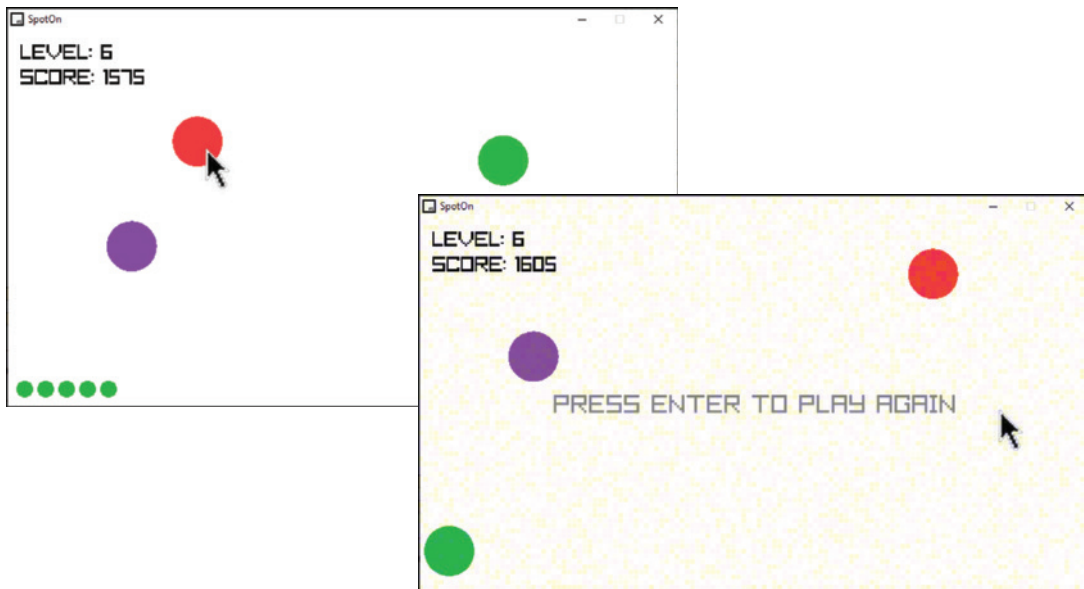 SpotOn
LEVEL: 6
SCORE: 1575
SpotOn
LEVEL: 6
SCORE: 1605
PRESS ENTER TO PLAY AGAIN